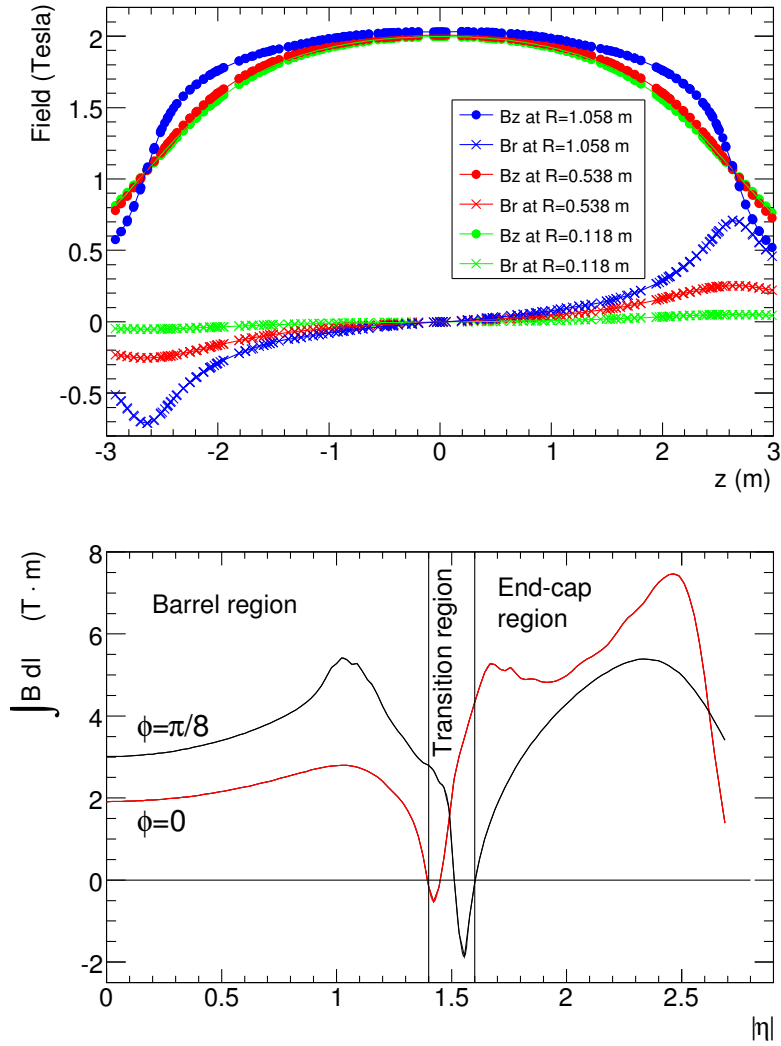 Field (Tesla)
2
1.5
1
0.5
0
-0.5
Bz at R=1.058 m
Br at R=1.058 m
Bz at R=0.538 m
Br at R=0.538 m
Bz at R=0.118 m
Br at R=0.118 m
-3 -2 -1 0 1 2 3
z (m)
∫B dl (T · m)
8
6
4
2
0
-2
Barrel region
Transition region
End-cap
region
ϕ=π/8
ϕ=0
0 0.5 1 1.5 2 2.5
|η|